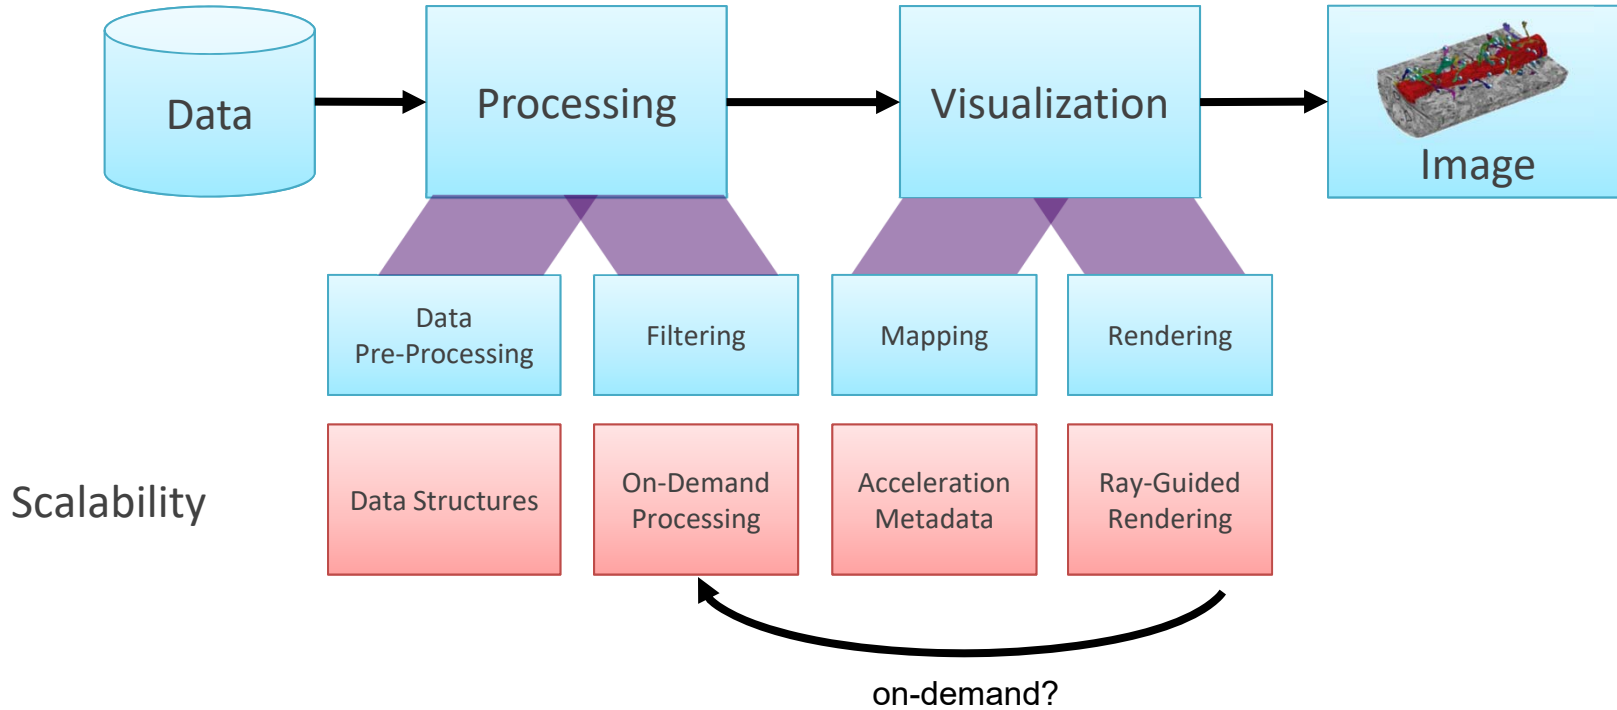 Data
Processing
Visualization
Image
Data
Pre-Processing
Filtering
Mapping
Rendering
Scalability
Data Structures
On-Demand
Processing
Acceleration
Metadata
Ray-Guided
Rendering
on-demand?